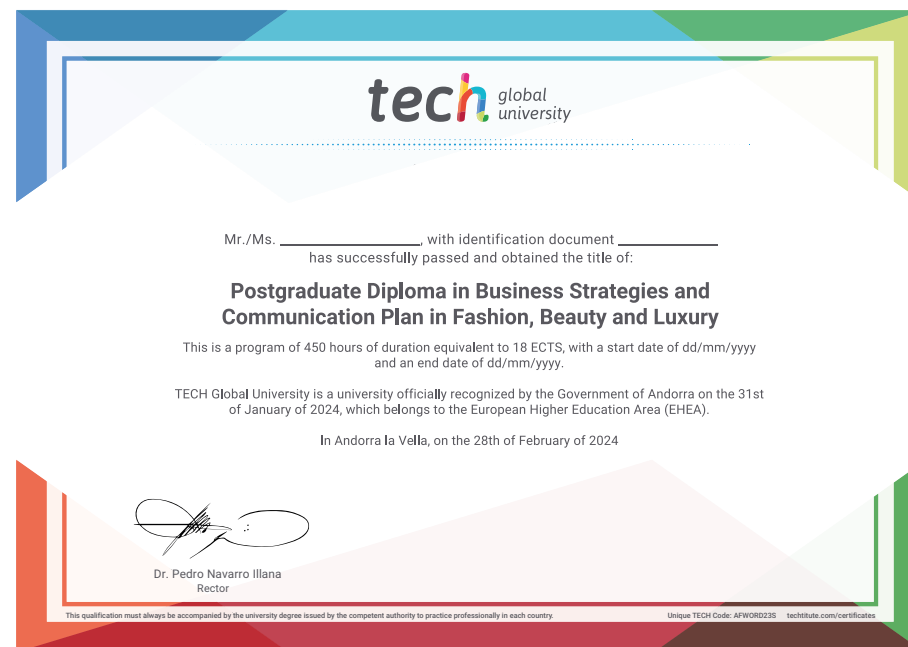 tech global university
Mr./Ms. ____________, with identification document ____________
has successfully passed and obtained the title of:
Postgraduate Diploma in Business Strategies and
Communication Plan in Fashion, Beauty and Luxury
This is a program of 450 hours of duration equivalent to 18 ECTS, with a start date of dd/mm/yyyy
and an end date of dd/mm/yyyy.
TECH Global University is a university officially recognized by the Government of Andorra on the 31st
of January of 2024, which belongs to the European Higher Education Area (EHEA).
In Andorra la Vella, on the 28th of February of 2024
Dr. Pedro Navarro Illana
Rector
This qualification must always be accompanied by the university degree issued by the competent authority to practice professionally in each country.
Unique TECH Code: AFWORD23S techtitute.com/certificates